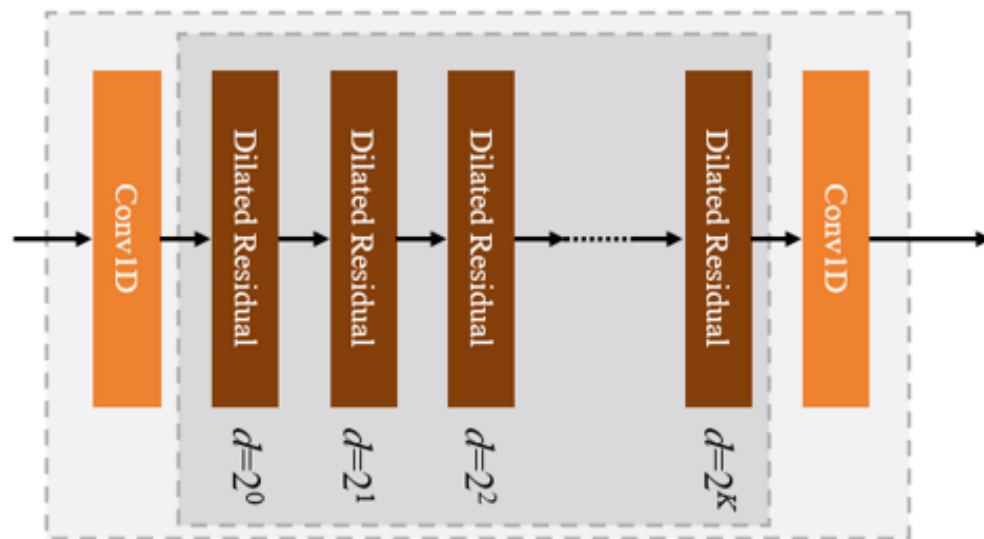 Conv1D
Dilated Residual
d=2⁰
Dilated Residual
d=2¹
Dilated Residual
d=2²
Dilated Residual
d=2ᴷ
Conv1D